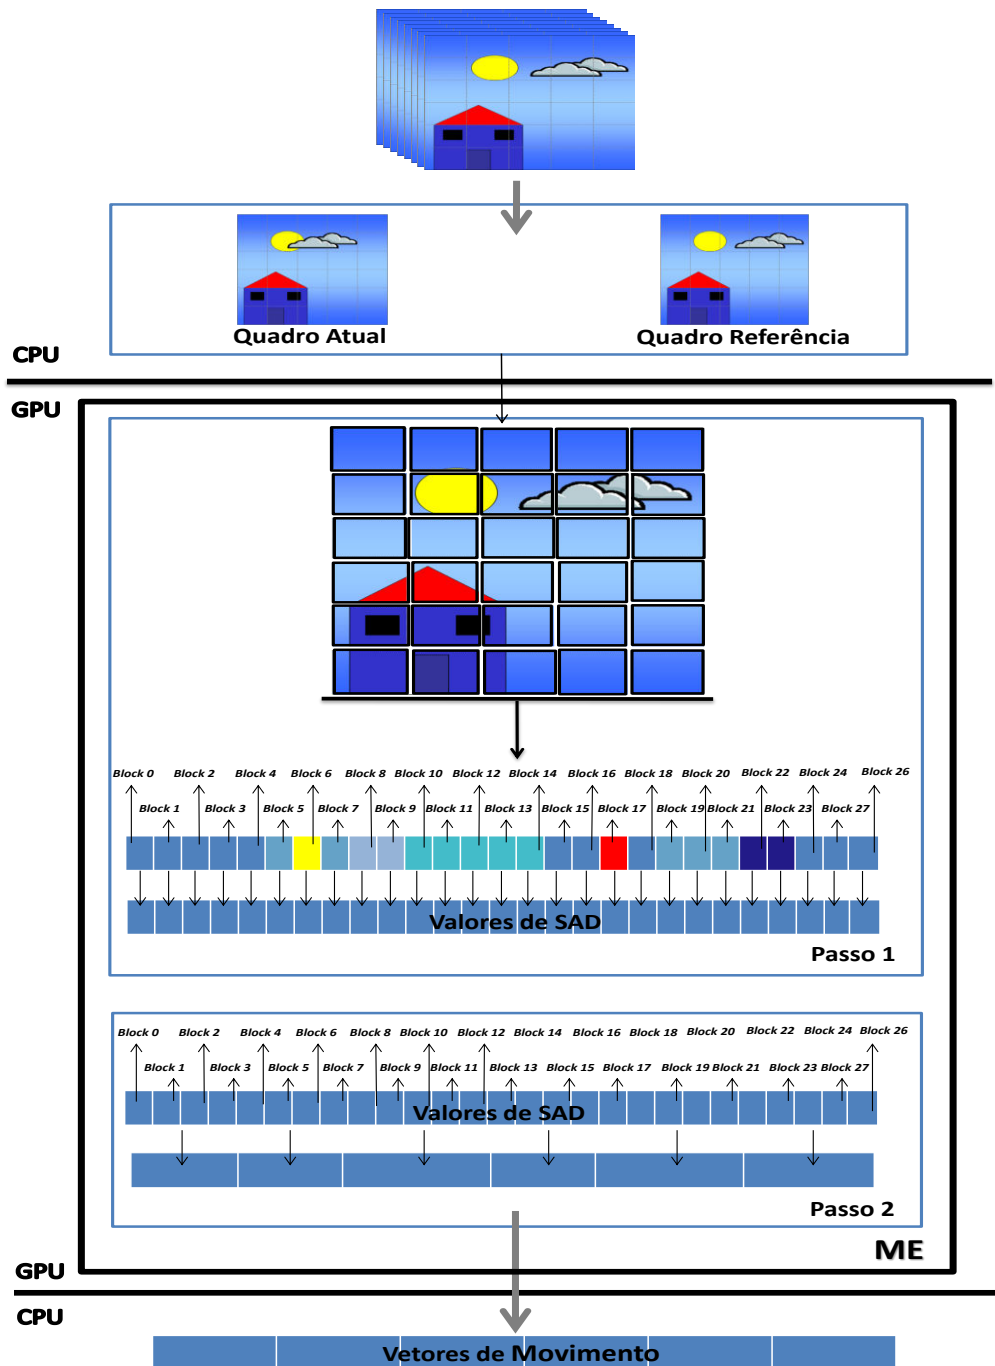 Quadro Atual
Quadro Referência
CPU
GPU
Block 0 Block 2 Block 4 Block 6 Block 8 Block 10 Block 12 Block 14 Block 16 Block 18 Block 20 Block 22 Block 24 Block 26
Block 1 Block 3 Block 5 Block 7 Block 9 Block 11 Block 13 Block 15 Block 17 Block 19 Block 21 Block 23 Block 27
Valores de SAD
Passo 1
Block 0 Block 2 Block 4 Block 6 Block 8 Block 10 Block 12 Block 14 Block 16 Block 18 Block 20 Block 22 Block 24 Block 26
Block 1 Block 3 Block 5 Block 7 Block 9 Block 11 Block 13 Block 15 Block 17 Block 19 Block 21 Block 23 Block 27
Valores de SAD
Passo 2
ME
GPU
CPU
Vetores de Movimento